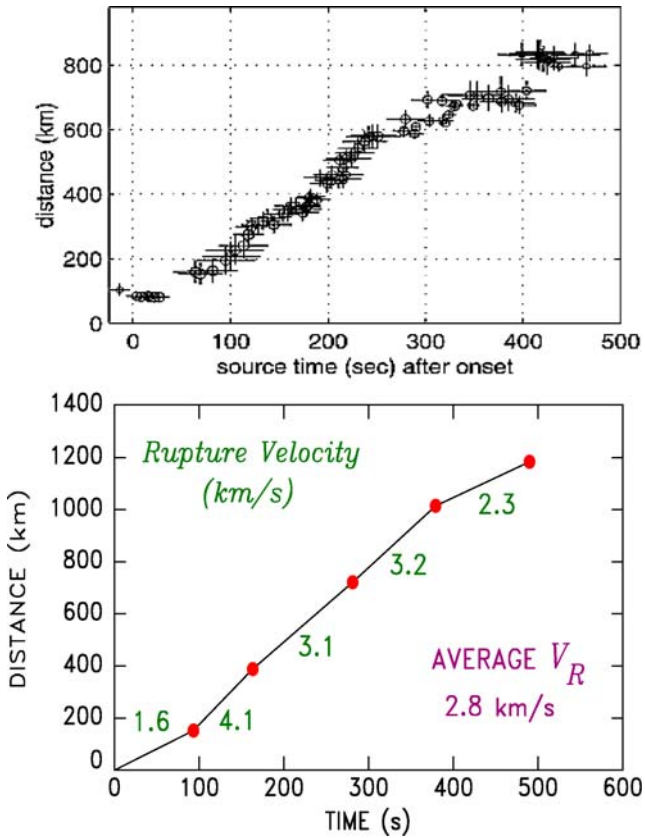 800
600
400
200
0
distance (km)
0 100 200 300 400 500
source time (sec) after onset
1400
1200
1000
800
600
400
200
0
DISTANCE (km)
Rupture Velocity
(km/s)
2.3
3.2
3.1
1.6 4.1
AVERAGE V_R
2.8 km/s
0 100 200 300 400 500 600
TIME (s)